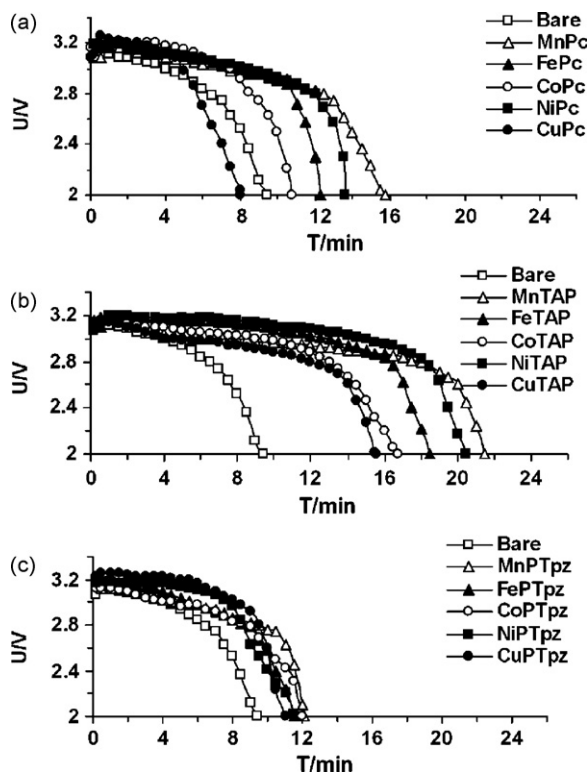 (a)
Bare
MnPc
FePc
CoPc
NiPc
CuPc
U/V
3.2
2.8
2.4
2
0 4 8 12 16 20 24
T/min
(b)
Bare
MnTAP
FeTAP
CoTAP
NiTAP
CuTAP
U/V
3.2
2.8
2.4
2
0 4 8 12 16 20 24
T/min
(c)
Bare
MnPTpz
FePTpz
CoPTpz
NiPTpz
CuPTpz
U/V
3.2
2.8
2.4
2
0 4 8 12 16 20 24
T/min